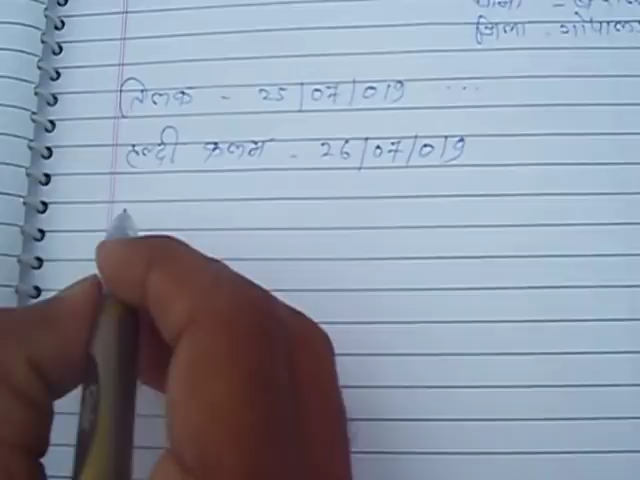 थाना -
जिला - गोपाल
तिलक - 25/07/019 ...
हल्दी कलश - 26/07/019